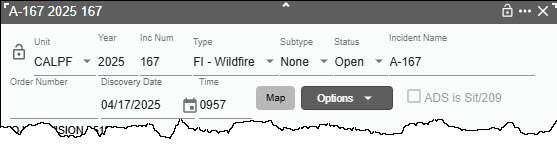 A-167 2025 167
Unit Year Inc Num Type Subtype Status Incident Name
CALPF 2025 167 FI - Wildfire None Open A-167
Order Number Discovery Date Time
04/17/2025 0957 Map Options ADS is Sit/209